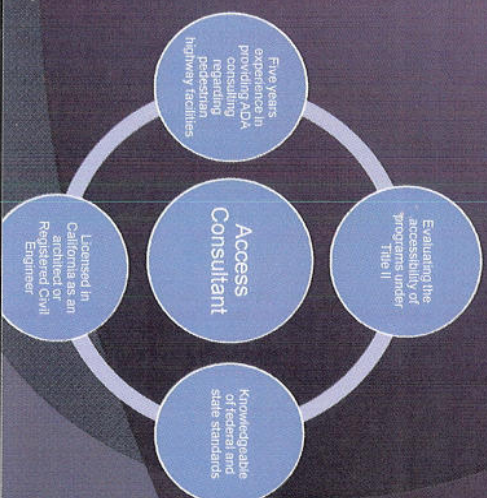 Evaluating the
accessibility of
programs under
Title II
Five years
experience in
providing ADA
consulting
regarding
pedestrian
highway facilities
Access
Consultant
Knowledgeable
of federal and
state standards
Licensed in
California as an
architect or
Registered Civil
Engineer